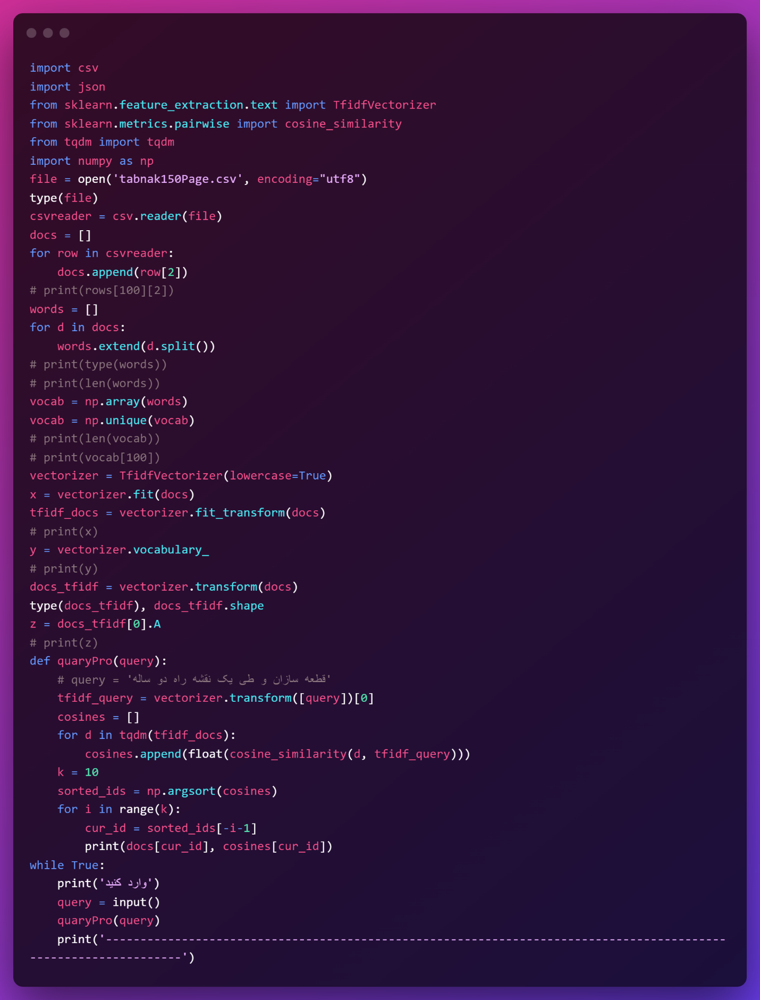 import csv
import json
from sklearn.feature_extraction.text import TfidfVectorizer
from sklearn.metrics.pairwise import cosine_similarity
from tqdm import tqdm
import numpy as np
file = open('tabnak150Page.csv', encoding="utf8")
type(file)
csvreader = csv.reader(file)
docs = []
for row in csvreader:
    docs.append(row[2])
# print(rows[100][2])
words = []
for d in docs:
    words.extend(d.split())
# print(type(words))
# print(len(words))
vocab = np.array(words)
vocab = np.unique(vocab)
# print(len(vocab))
# print(vocab[100])
vectorizer = TfidfVectorizer(lowercase=True)
x = vectorizer.fit(docs)
tfidf_docs = vectorizer.fit_transform(docs)
# print(x)
y = vectorizer.vocabulary_
# print(y)
docs_tfidf = vectorizer.transform(docs)
type(docs_tfidf), docs_tfidf.shape
z = docs_tfidf[0].A
# print(z)
def quaryPro(query):
    # query = 'قطعه سازان و طی یک نقشه راه دو ساله'
    tfidf_query = vectorizer.transform([query])[0]
    cosines = []
    for d in tqdm(tfidf_docs):
        cosines.append(float(cosine_similarity(d, tfidf_query)))
    k = 10
    sorted_ids = np.argsort(cosines)
    for i in range(k):
        cur_id = sorted_ids[-i-1]
        print(docs[cur_id], cosines[cur_id])
while True:
    print('وارد کنید')
    query = input()
    quaryPro(query)
    print('------------------------------------------------------------------------------------------
----------------------')